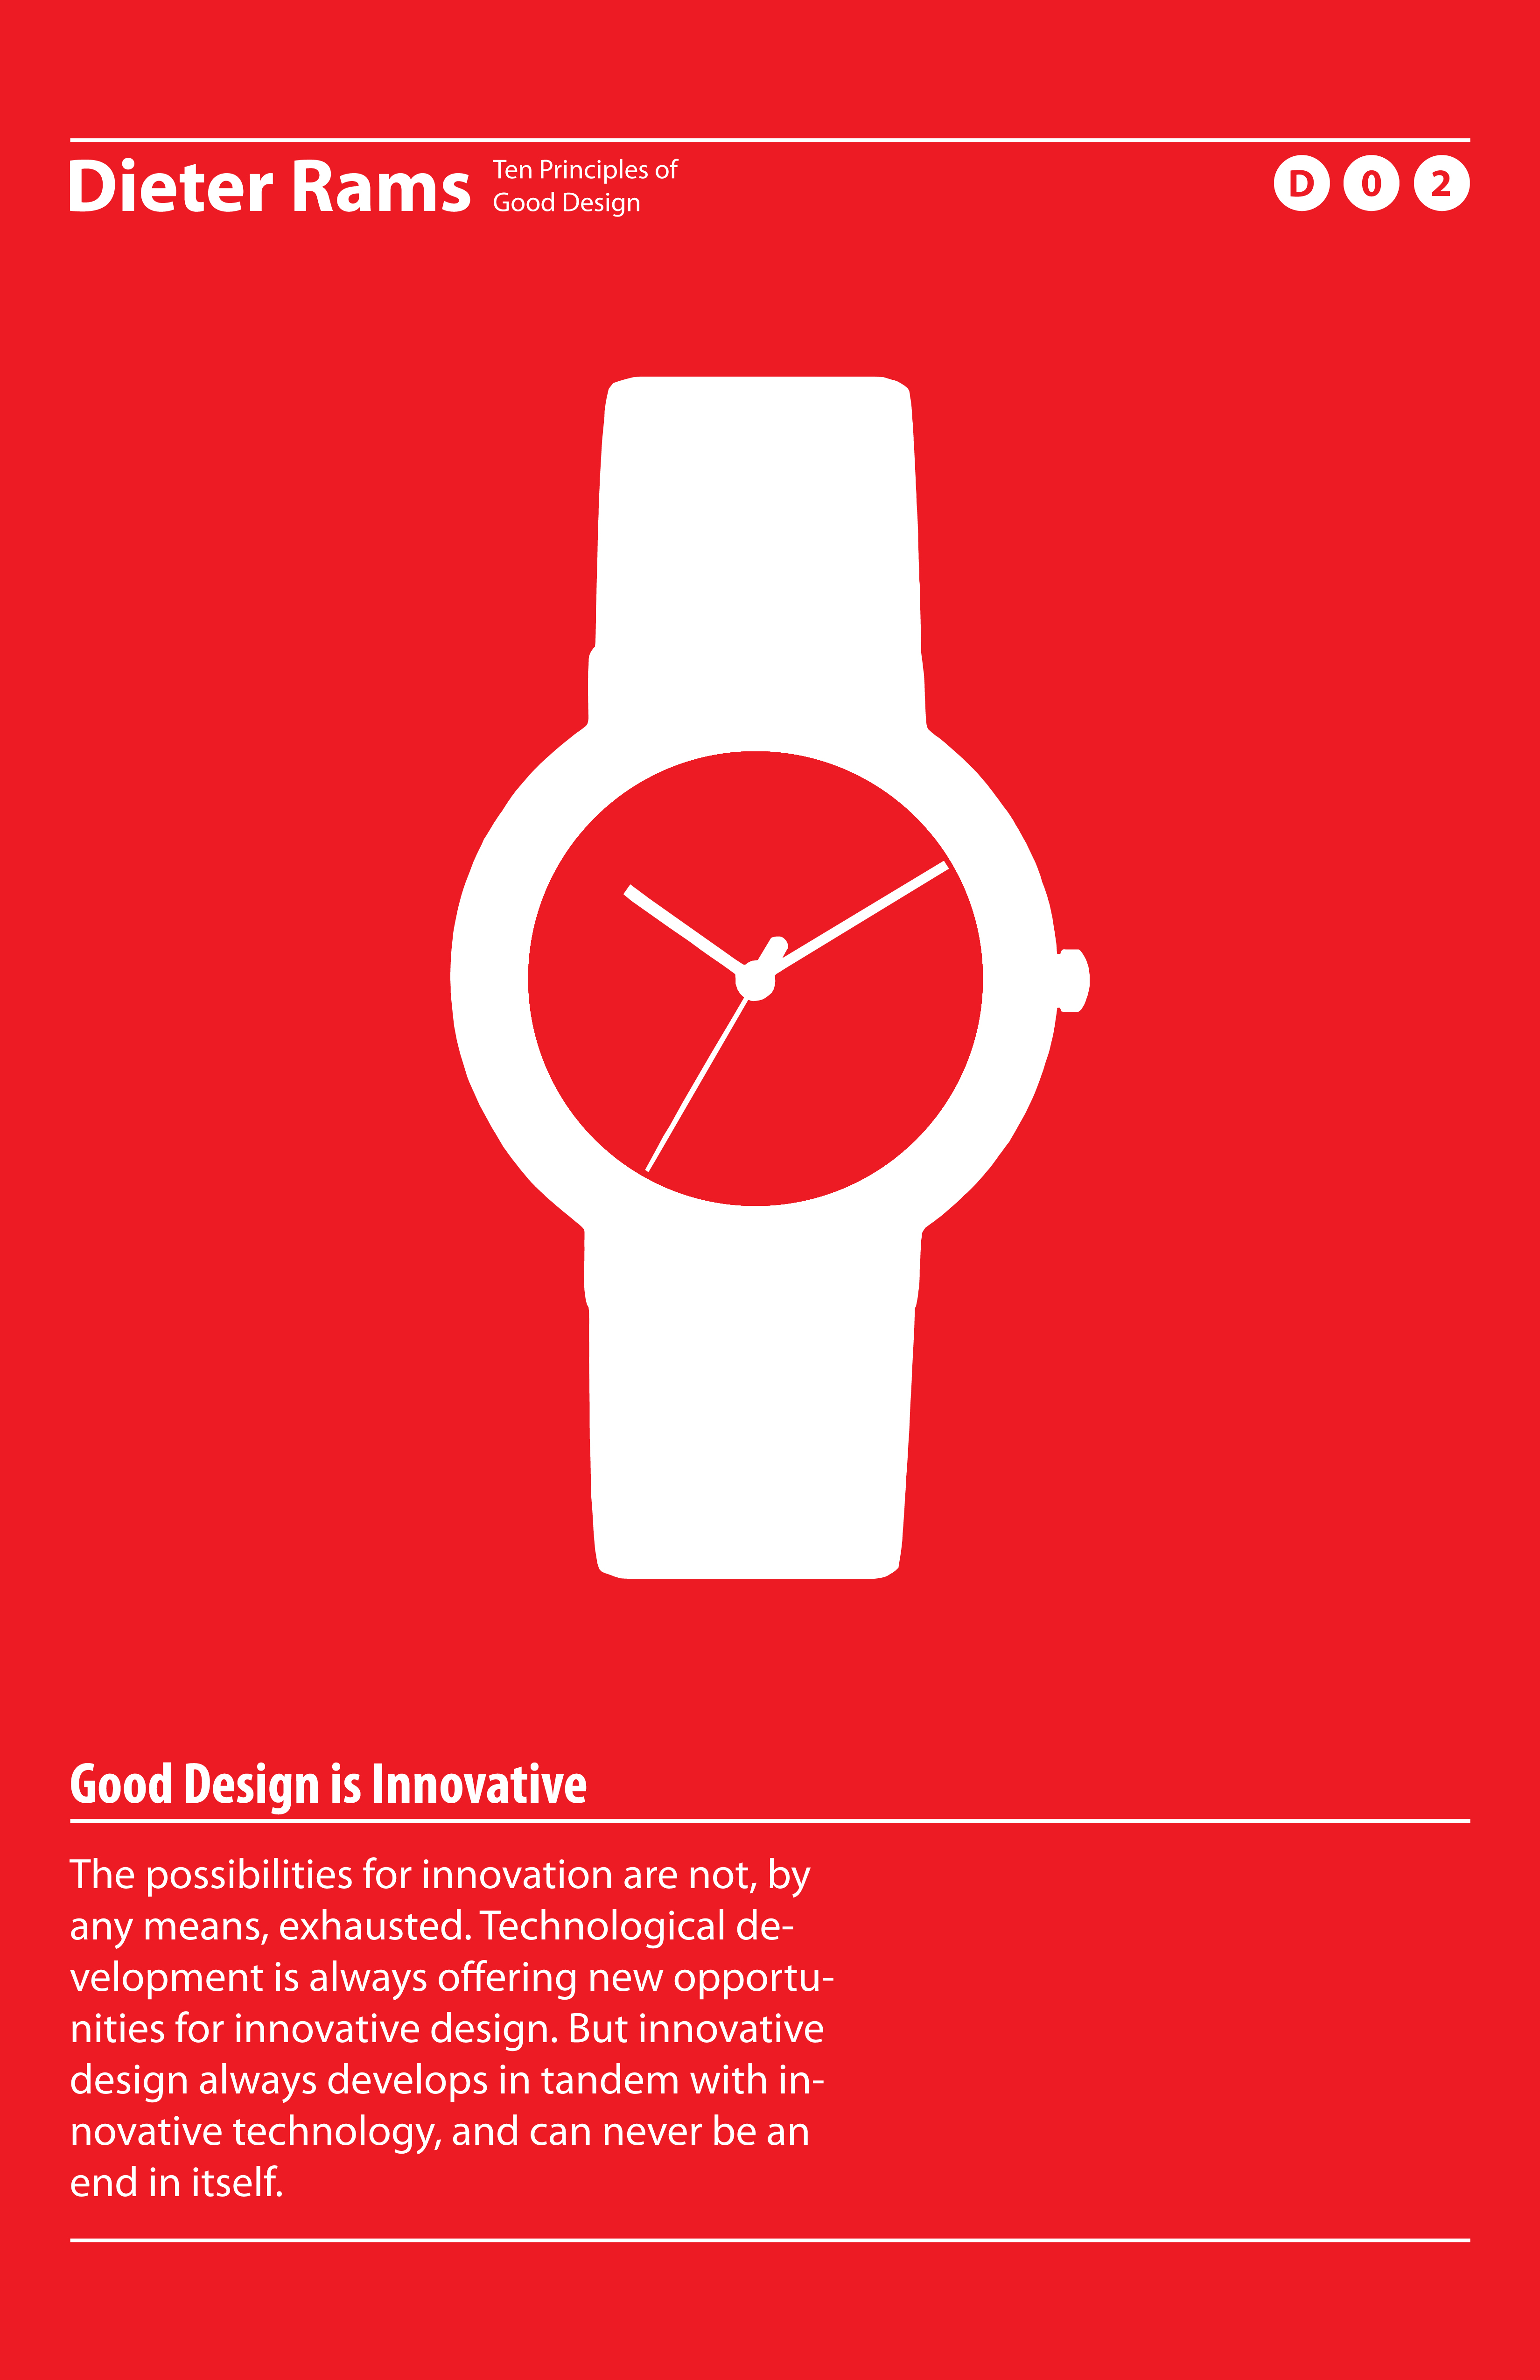 Dieter Rams
Ten Principles of
Good Design
D 0 2
Good Design is Innovative
The possibilities for innovation are not, by
any means, exhausted. Technological de-
velopment is always offering new opportu-
nities for innovative design. But innovative
design always develops in tandem with in-
novative technology, and can never be an
end in itself.